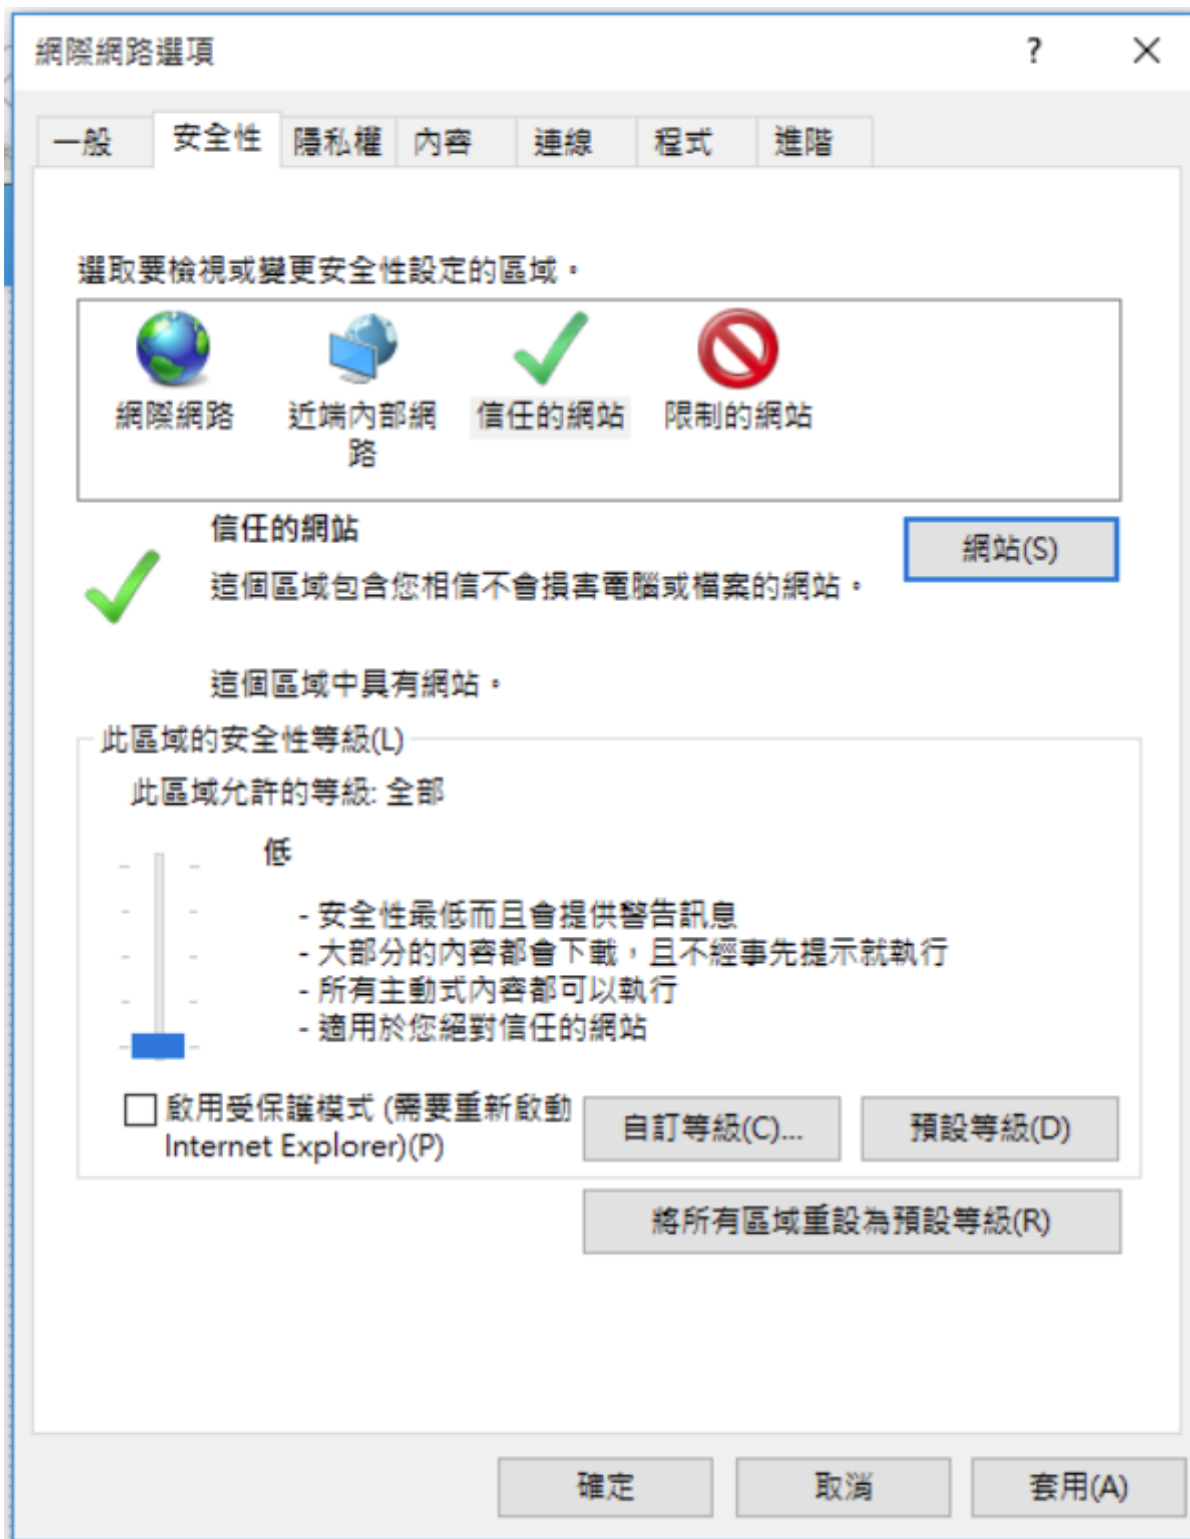 網際網路選項
?
一般 安全性 隱私權 內容 連線 程式 進階
選取要檢視或變更安全性設定的區域。
網際網路 近端內部網路 信任的網站 限制的網站
信任的網站
網站(S)
這個區域包含您相信不會損害電腦或檔案的網站。
這個區域中具有網站。
此區域的安全性等級(L)
此區域允許的等級: 全部
低
- 安全性最低而且會提供警告訊息
- 大部分的內容都會下載，且不經事先提示就執行
- 所有主動式內容都可以執行
- 適用於您絕對信任的網站
啟用受保護模式 (需要重新啟動
Internet Explorer)(P)
自訂等級(C)... 預設等級(D)
將所有區域重設為預設等級(R)
確定 取消 套用(A)